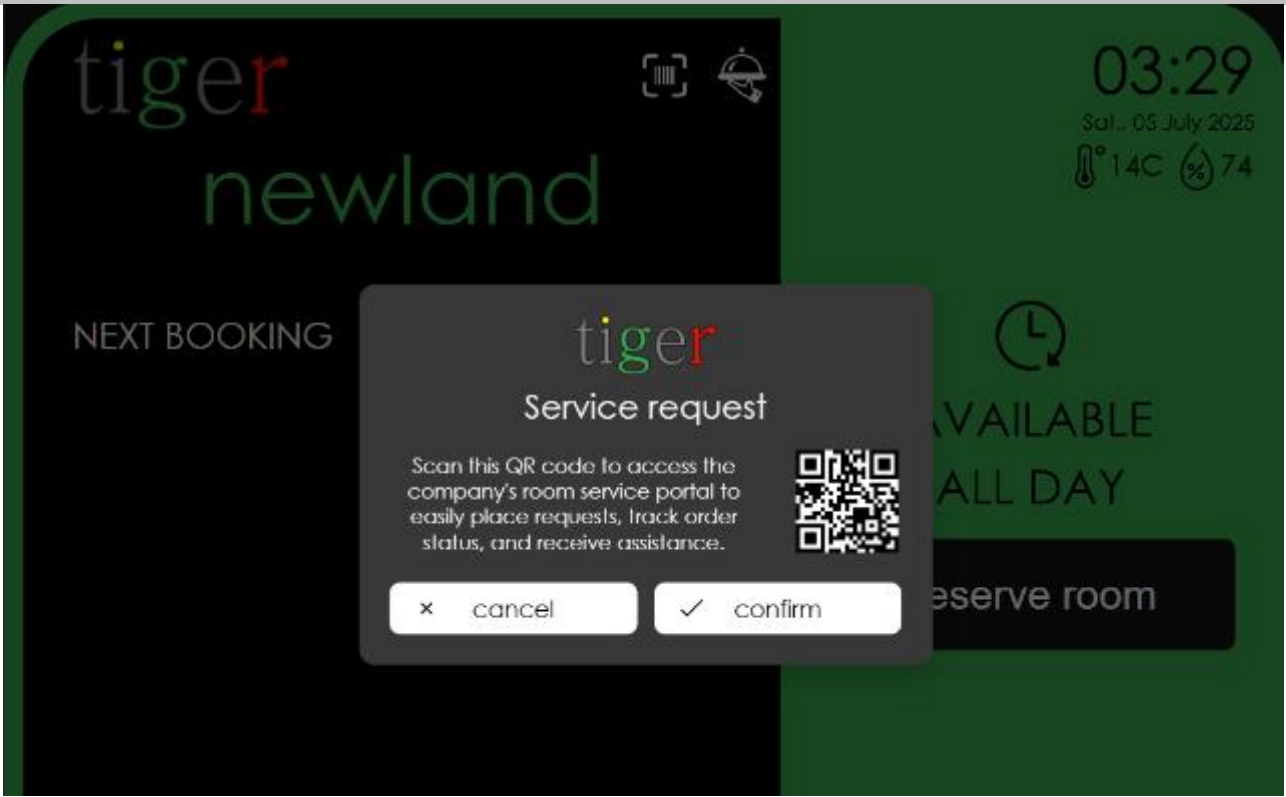 tiger
newland
03:29
Sat., 05 July 2025
14C % 74
NEXT BOOKING
tiger
Service request
Scan this QR code to access the
company's room service portal to
easily place requests, track order
status, and receive assistance.
× cancel
✓ confirm
VAILABLE
ALL DAY
eserve room